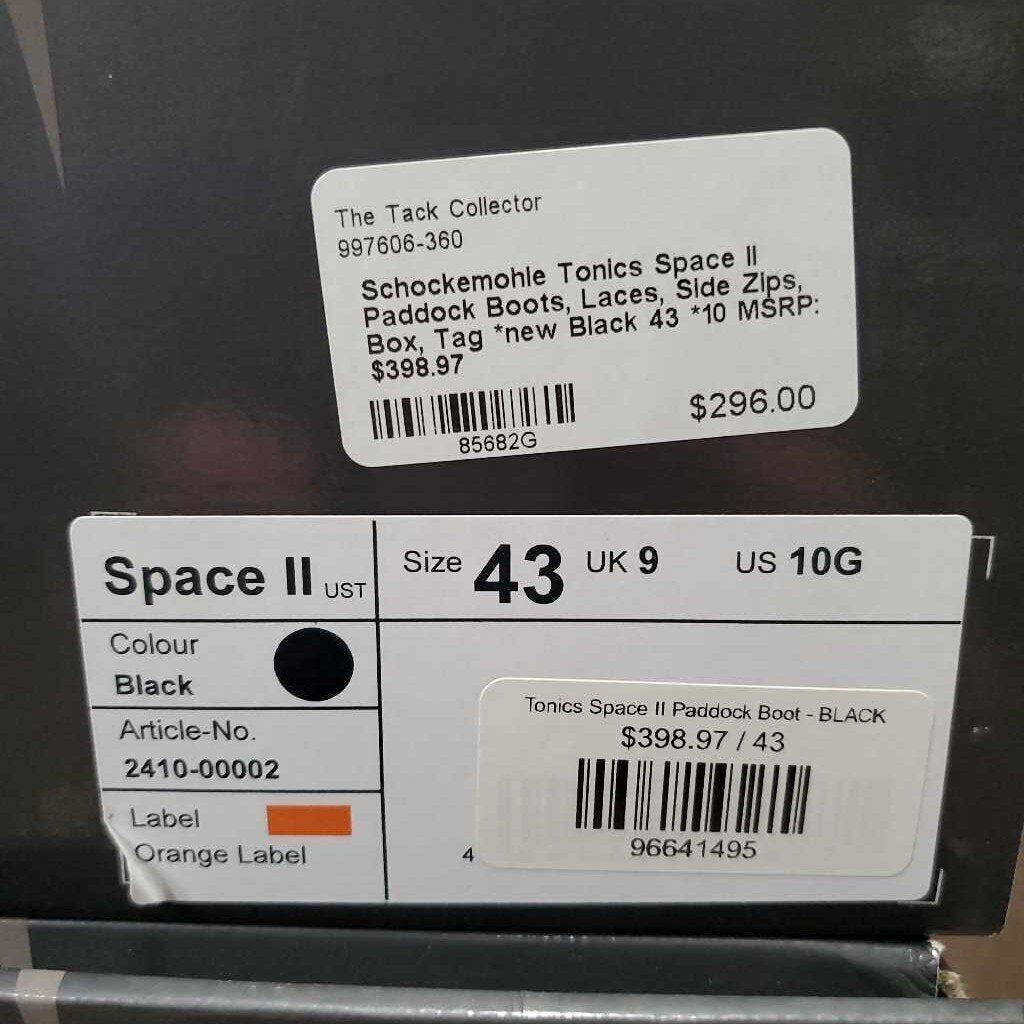 The Tack Collector
997606-360
Schockemohle Tonics Space II
Paddock Boots, Laces, Side Zips,
Box, Tag *new Black 43 *10 MSRP:
$398.97
85682G
$296.00
Space II UST
Size 43 UK 9 US 10G
Colour
Black
Article-No.
2410-00002
Label
Orange Label
4
Tonics Space II Paddock Boot - BLACK
$398.97 / 43
96641495